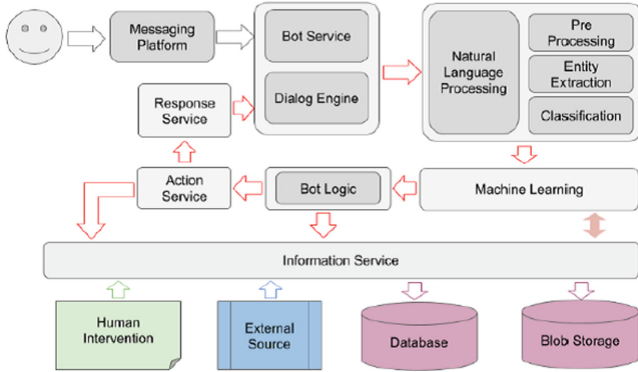 Messaging
Platform
Bot Service
Dialog Engine
Natural
Language
Processing
Pre
Processing
Entity
Extraction
Classification
Response
Service
Action
Service
Bot Logic
Machine Learning
Information Service
Human
Intervention
External
Source
Database
Blob Storage